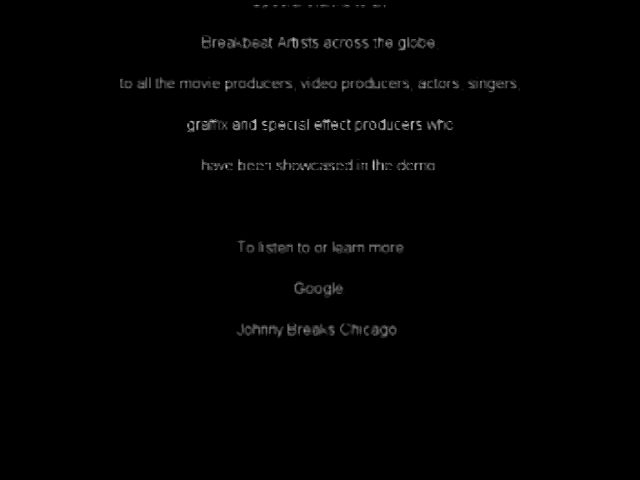 Breakbeat Artists across the globe,
to all the movie producers, video producers, actors, singers,
graffix and special effect producers who
have been showcased in the demo
To listen to or learn more
Google
Johnny Breaks Chicago